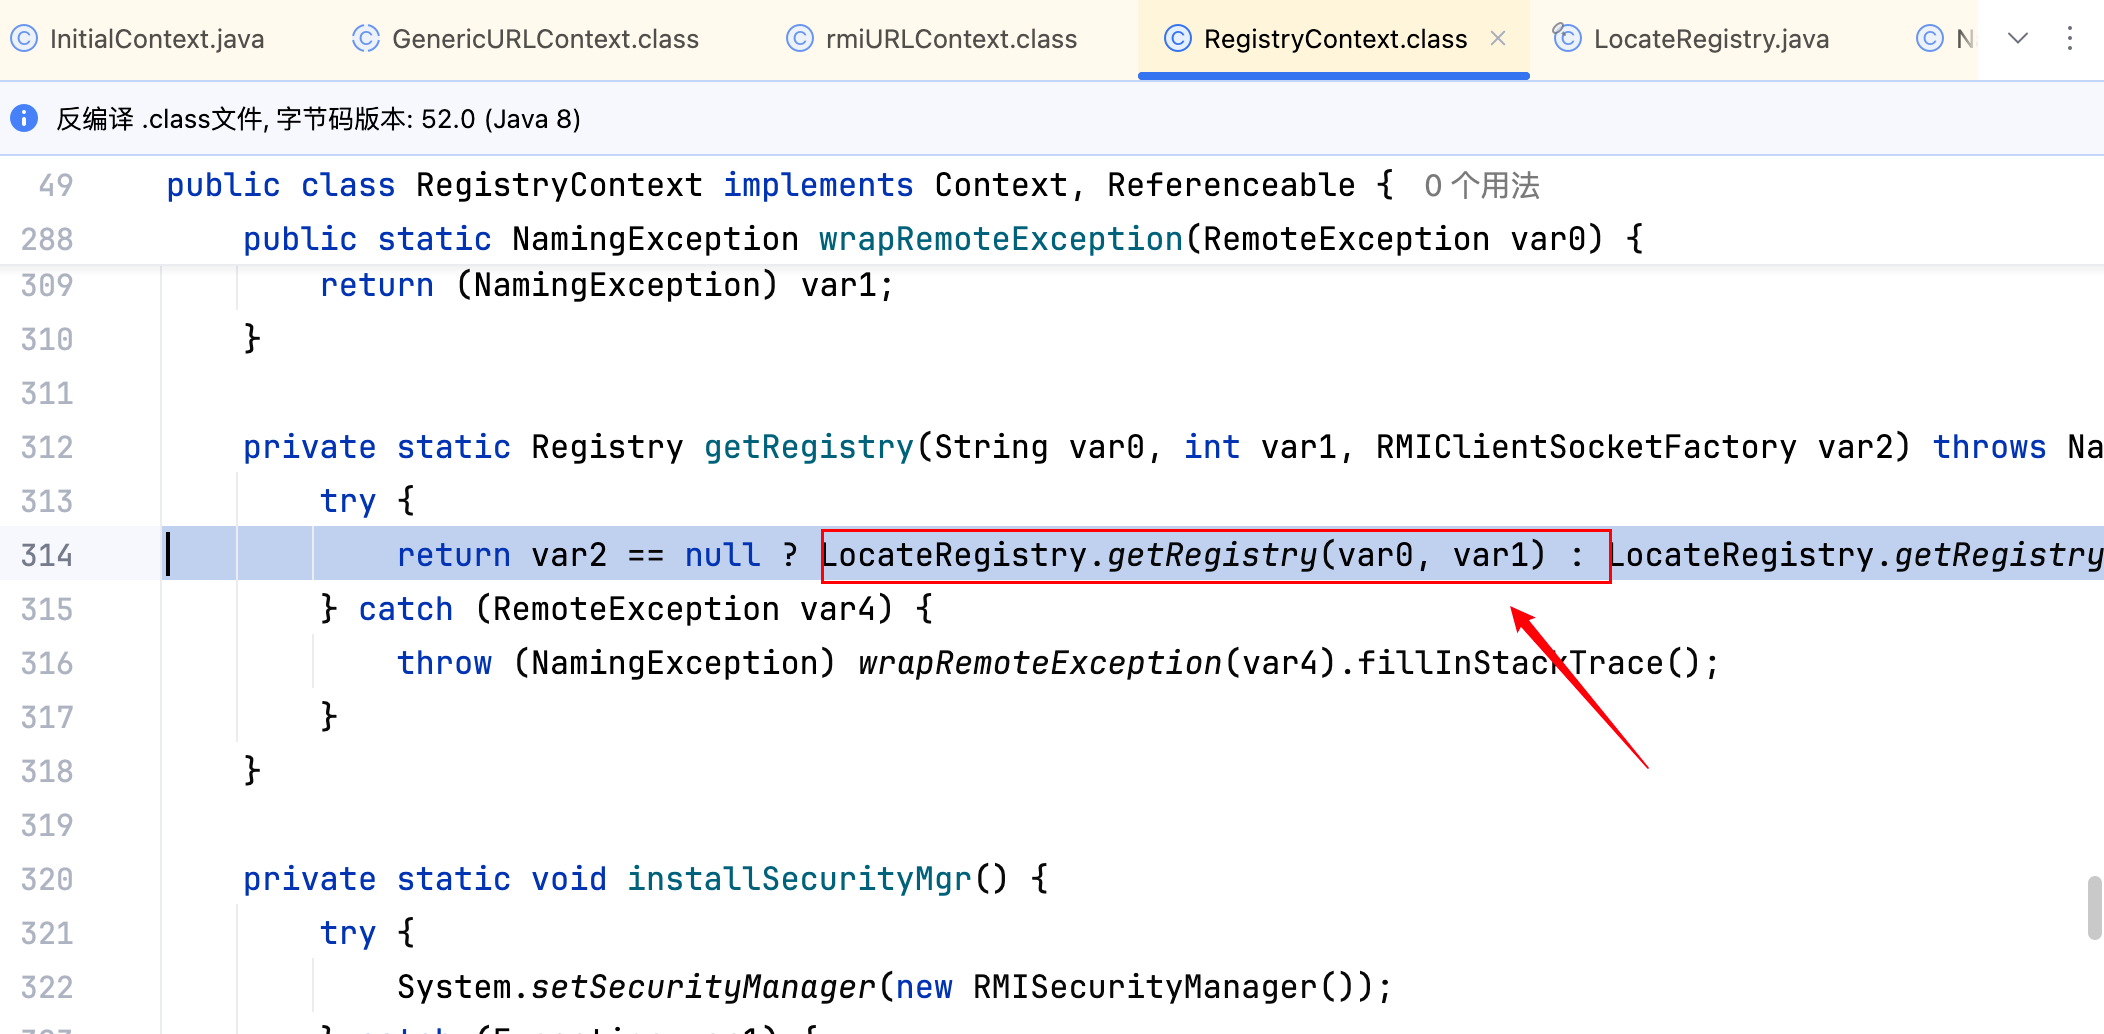 InitialContext.java GenericURLContext.class rmiURLContext.class RegistryContext.class LocateRegistry.java
反编译 .class文件, 字节码版本: 52.0 (Java 8)
49 public class RegistryContext implements Context, Referenceable { 0 个用法
288 public static NamingException wrapRemoteException(RemoteException var0) {
309 return (NamingException) var1;
310 }
311
312 private static Registry getRegistry(String var0, int var1, RMIClientSocketFactory var2) throws Na
313 try {
314 return var2 == null ? LocateRegistry.getRegistry(var0, var1) : LocateRegistry.getRegistry
315 } catch (RemoteException var4) {
316 throw (NamingException) wrapRemoteException(var4).fillInStackTrace();
317 }
318 }
319
320 private static void installSecurityMgr() {
321 try {
322 System.setSecurityManager(new RMISecurityManager());